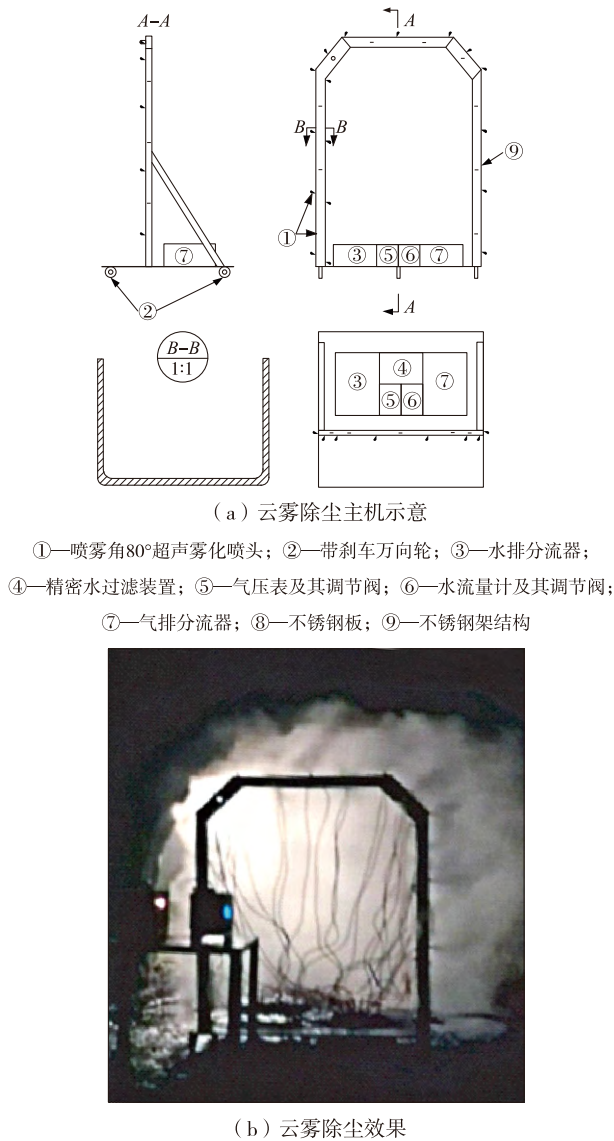 A-A
A
B
B
⑨
①
⑦
③
⑤
⑥
⑦
②
A
B-B
1:1
③
④
⑤
⑥
⑦
(a)云雾除尘主机示意
①—喷雾角80°超声雾化喷头；②—带刹车万向轮；③—水排分流器；
④—精密水过滤装置；⑤—气压表及其调节阀；⑥—水流量计及其调节阀；
⑦—气排分流器；⑧—不锈钢板；⑨—不锈钢架结构
(b)云雾除尘效果